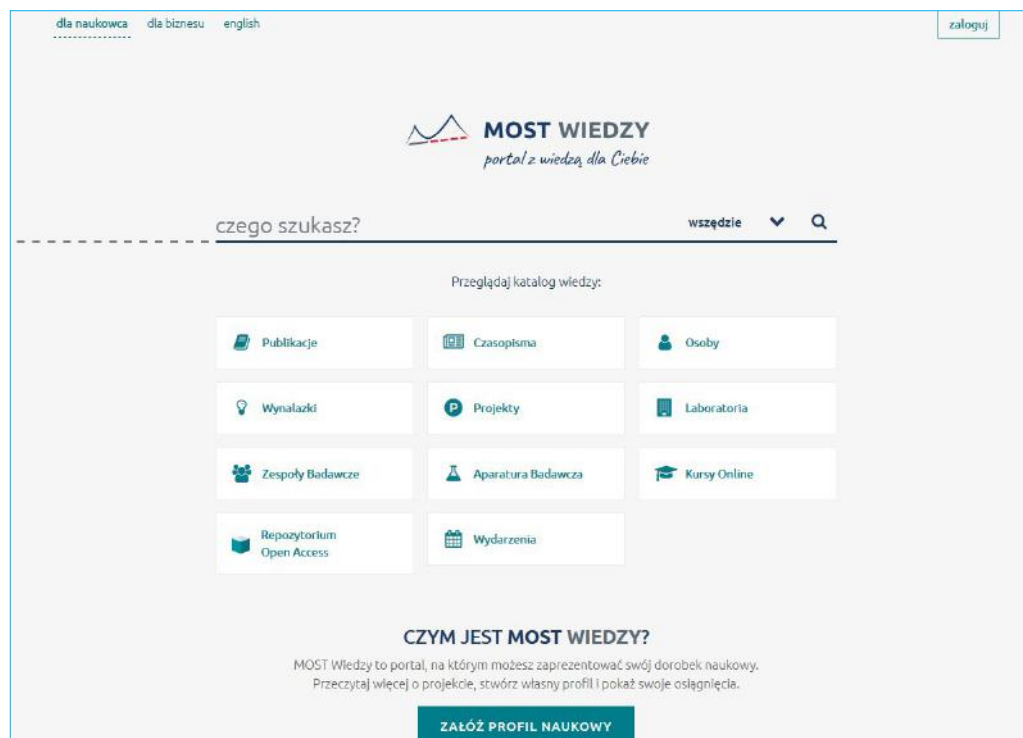 dla naukowca dla biznesu english
zaloguj
MOST WIEDZY
portal z wiedzą dla Ciebie
czego szukasz? wszędzie
Przeglądaj katalog wiedzy:
Publikacje Czasopisma Osoby
Wynalazki Projekty Laboratoria
Zespoły Badawcze Aparatura Badawcza Kursy Online
Repozytorium
Open Access
Wydarzenia
CZYM JEST MOST WIEDZY?
MOST Wiedzy to portal, na którym możesz zaprezentować swój dorobek naukowy.
Przeczytaj więcej o projekcie, stwórz własny profil i pokaż swoje osiągnięcia.
ZAŁÓŻ PROFIL NAUKOWY